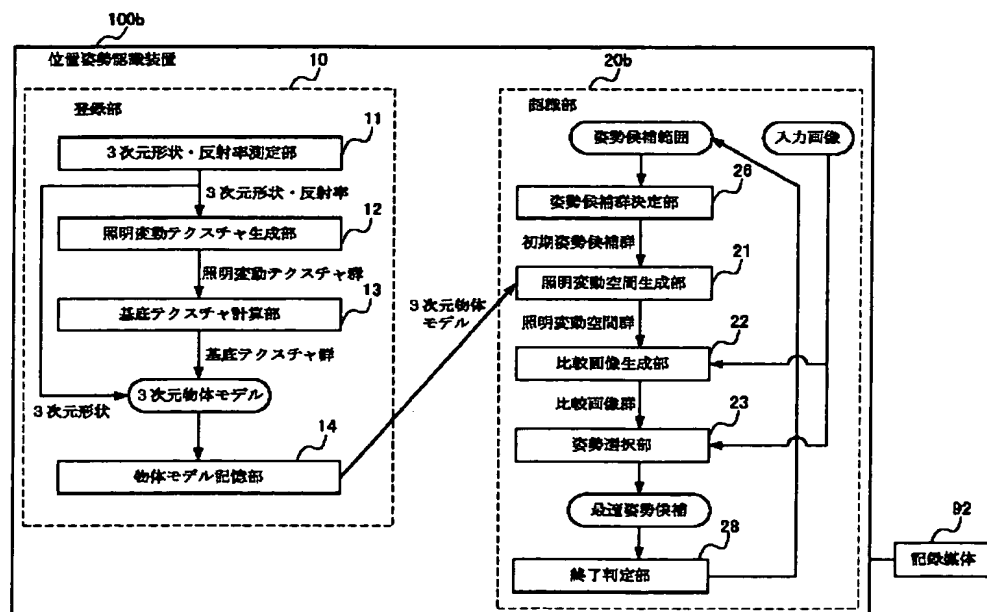 100b
位置姿勢認識装置
10
登録部
11
3次元形状・反射率測定部
3次元形状・反射率
12
照明変動テクスチャ生成部
照明変動テクスチャ群
13
基底テクスチャ計算部
基底テクスチャ群
3次元物体モデル
3次元形状
14
物体モデル記憶部
3次元物体
モデル
20b
認識部
姿勢候補範囲
入力画像
26
姿勢候補群決定部
初期姿勢候補群
21
照明変動空間生成部
照明変動空間群
22
比較画像生成部
比較画像群
23
姿勢選択部
最適姿勢候補
28
終了判定部
92
記録媒体